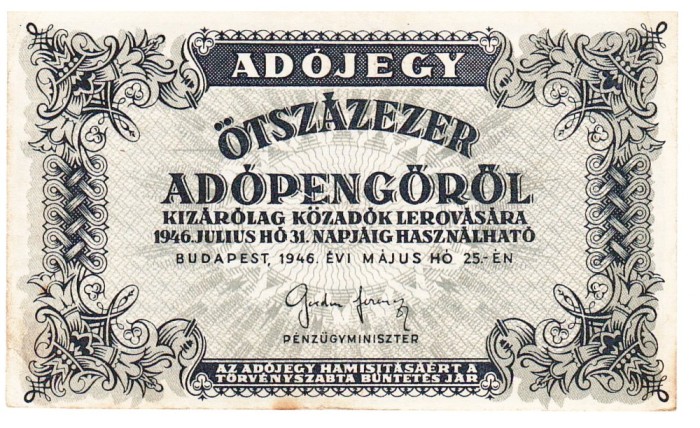 ADÓJEGY
ÖTSZÁZEZER
ADÓPENGŐRŐL
KIZÁRÓLAG KÖZADÓK LEROVÁSÁRA
1946. JULIUS HÓ 31. NAPJÁIG HASZNÁLHATÓ
BUDAPEST, 1946. ÉVI MÁJUS HÓ 25.-ÉN
Gordon Ferenc
PÉNZÜGYMINISZTER
AZ ADÓJEGY HAMISITÁSÁÉRT A
TÖRVÉNYSZABTA BÜNTETÉS JÁR